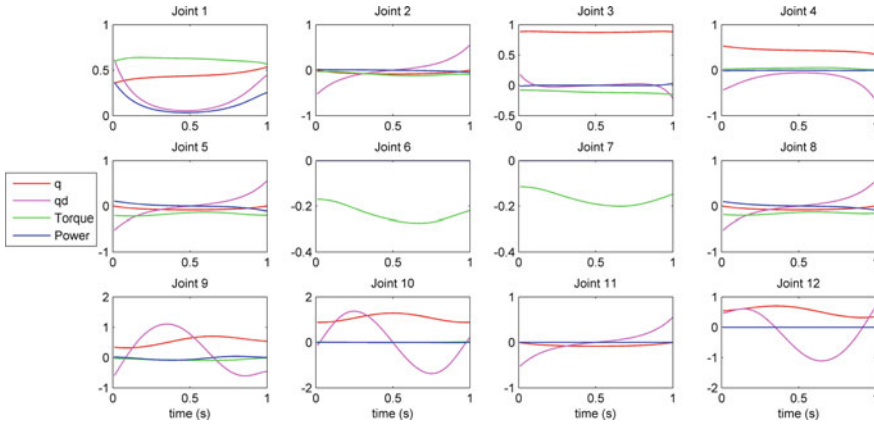 Joint 1
Joint 2
Joint 3
Joint 4
1
0.5
0
0 0.5 1
1
0
-1
0 0.5 1
1
0.5
0
-0.5
0 0.5 1
1
0
-1
0 0.5 1
q
qd
Torque
Power
Joint 5
Joint 6
Joint 7
Joint 8
1
0
-1
0 0.5 1
0
-0.2
-0.4
0 0.5 1
0
-0.2
-0.4
0 0.5 1
1
0
-1
0 0.5 1
Joint 9
Joint 10
Joint 11
Joint 12
2
1
0
-1
0 0.5 1
time (s)
2
0
-2
0 0.5 1
time (s)
1
0
-1
0 0.5 1
time (s)
1
0
-1
-2
0 0.5 1
time (s)